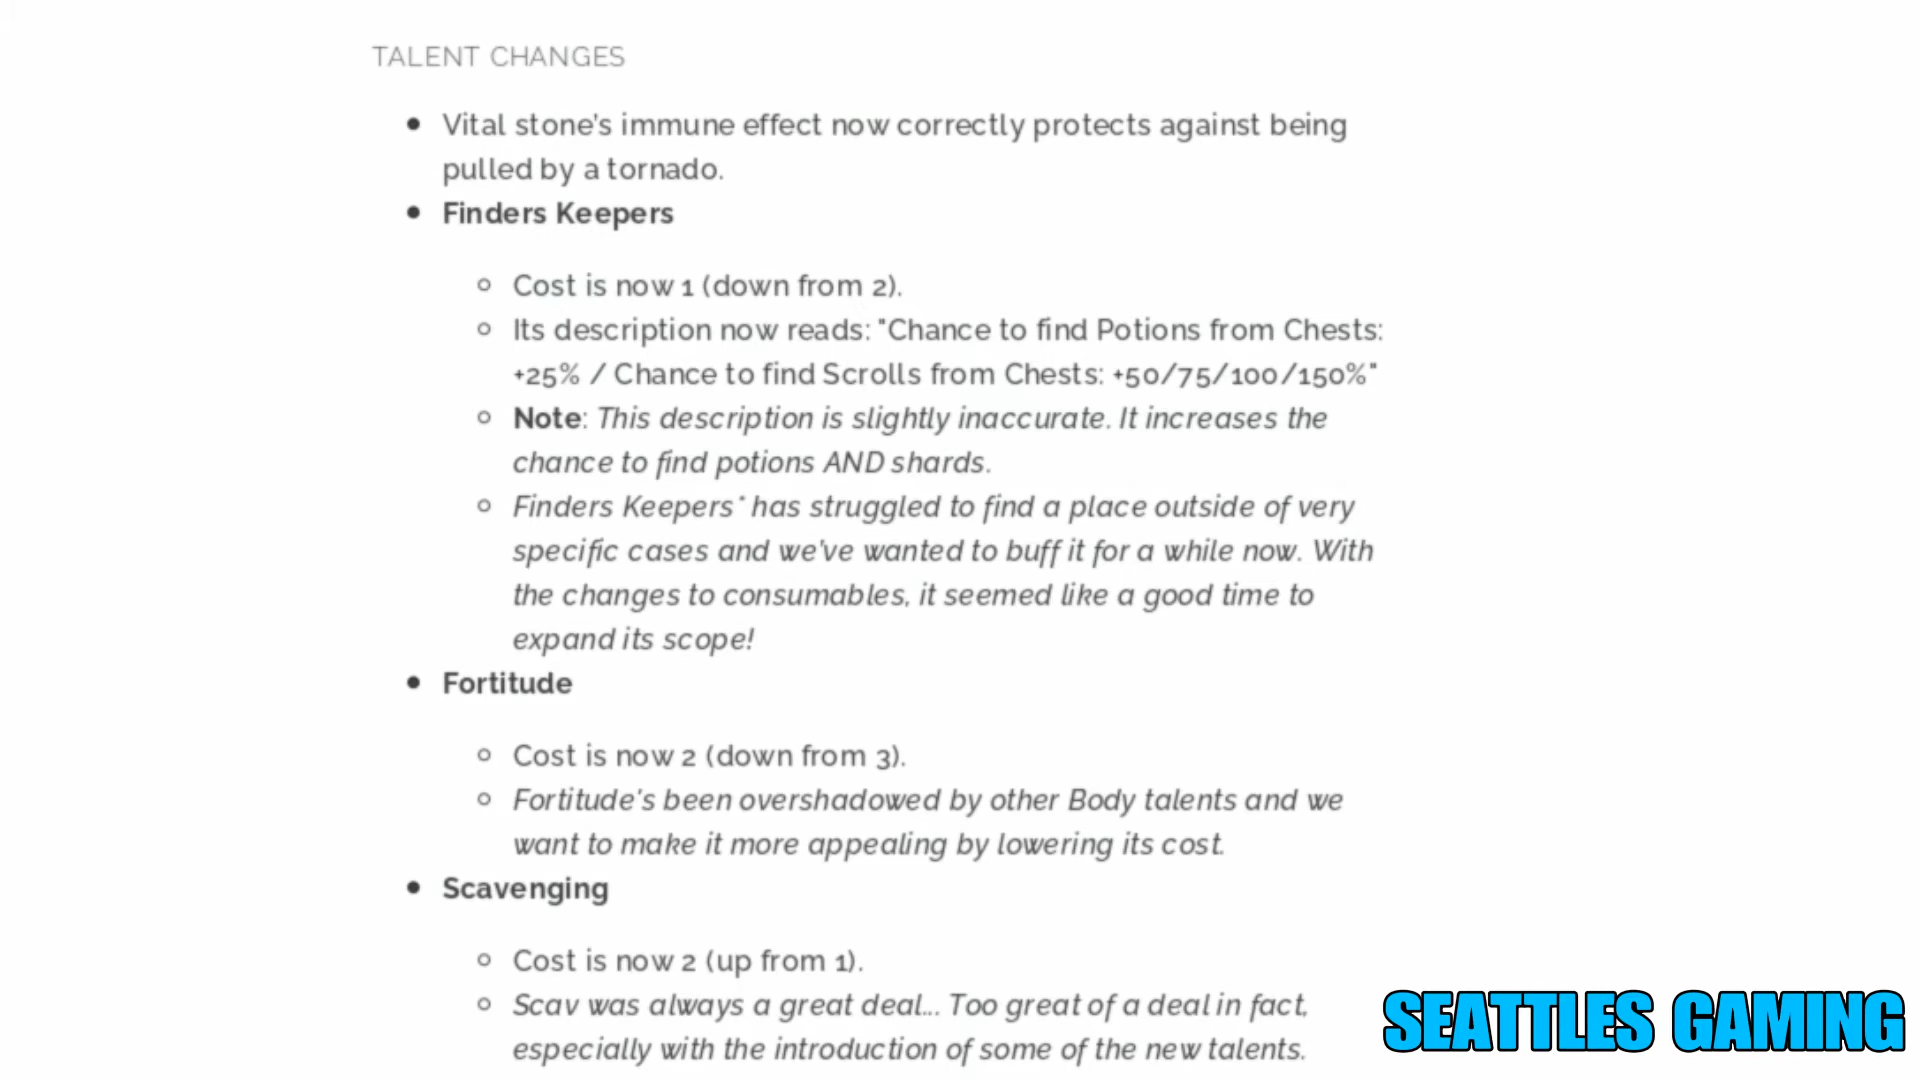 TALENT CHANGES
• Vital stone's immune effect now correctly protects against being
pulled by a tornado.
• Finders Keepers
○ Cost is now 1 (down from 2).
○ Its description now reads: "Chance to find Potions from Chests:
+25% / Chance to find Scrolls from Chests: +50/75/100/150%"
○ Note: This description is slightly inaccurate. It increases the
chance to find potions AND shards.
○ Finders Keepers* has struggled to find a place outside of very
specific cases and we've wanted to buff it for a while now. With
the changes to consumables, it seemed like a good time to
expand its scope!
• Fortitude
○ Cost is now 2 (down from 3).
○ Fortitude's been overshadowed by other Body talents and we
want to make it more appealing by lowering its cost.
• Scavenging
○ Cost is now 2 (up from 1).
○ Scav was always a great deal... Too great of a deal in fact,
especially with the introduction of some of the new talents.
SEATTLES GAMING